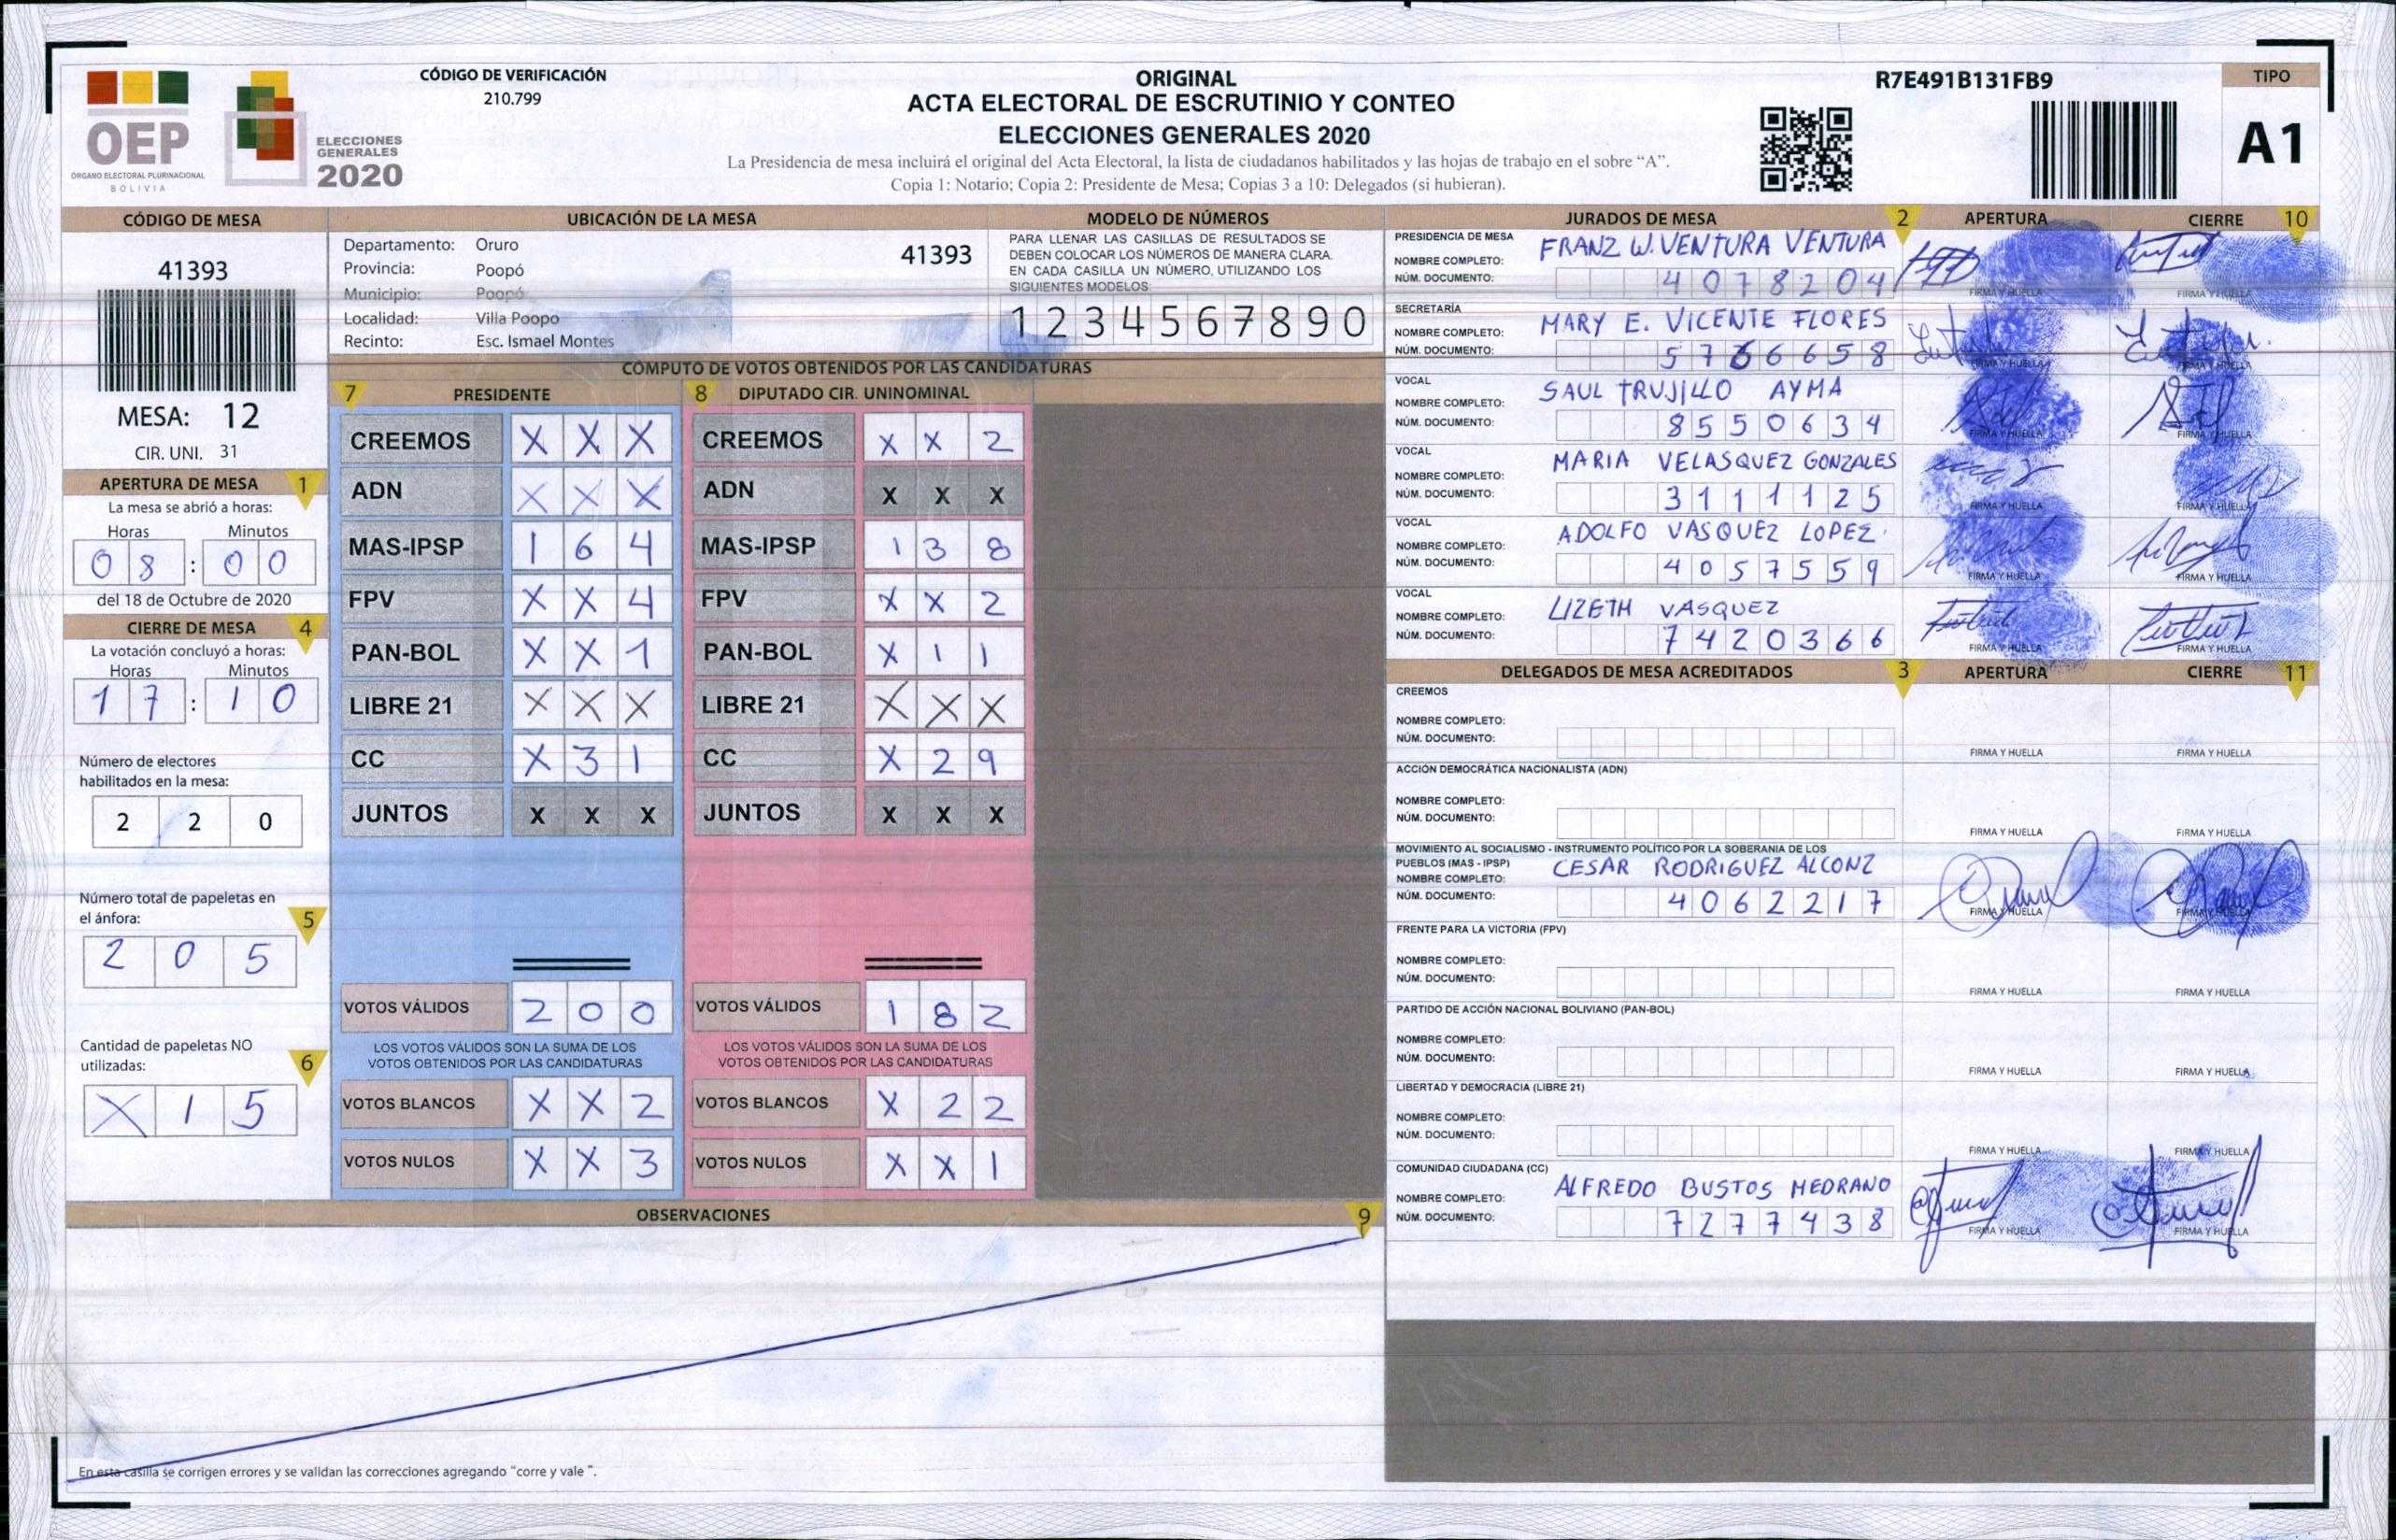 CÓDIGO DE VERIFICACIÓN
210.799
OEP
ÓRGANO ELECTORAL PLURINACIONAL
BOLIVIA
ELECCIONES
GENERALES
2020
ORIGINAL
ACTA ELECTORAL DE ESCRUTINIO Y CONTEO
ELECCIONES GENERALES 2020
La Presidencia de mesa incluirá el original del Acta Electoral, la lista de ciudadanos habilitados y las hojas de trabajo en el sobre “A”.
Copia 1: Notario; Copia 2: Presidente de Mesa; Copias 3 a 10: Delegados (si hubieran).
R7E491B131FB9
TIPO
A1
CÓDIGO DE MESA
41393
MESA: 12
CIR. UNI. 31
APERTURA DE MESA 1
La mesa se abrió a horas:
Horas Minutos
0 8 : 0 0
del 18 de Octubre de 2020
CIERRE DE MESA 4
La votación concluyó a horas:
Horas Minutos
1 7 : 1 0
Número de electores
habilitados en la mesa:
2 2 0
Número total de papeletas en
el ánfora: 5
2 0 5
Cantidad de papeletas NO
utilizadas: 6
X 1 5
UBICACIÓN DE LA MESA
Departamento: Oruro 41393
Provincia: Poopó
Municipio: Poopó
Localidad: Villa Poopo
Recinto: Esc. Ismael Montes
MODELO DE NÚMEROS
PARA LLENAR LAS CASILLAS DE RESULTADOS SE
DEBEN COLOCAR LOS NÚMEROS DE MANERA CLARA.
EN CADA CASILLA UN NÚMERO, UTILIZANDO LOS
SIGUIENTES MODELOS:
1 2 3 4 5 6 7 8 9 0
CÓMPUTO DE VOTOS OBTENIDOS POR LAS CANDIDATURAS
7 PRESIDENTE 8 DIPUTADO CIR. UNINOMINAL
CREEMOS X X X CREEMOS X X 2
ADN X X X ADN X X X
MAS-IPSP 1 6 4 MAS-IPSP 1 3 8
FPV X X 4 FPV X X 2
PAN-BOL X X 1 PAN-BOL X 1 1
LIBRE 21 X X X LIBRE 21 X X X
CC X 3 1 CC X 2 9
JUNTOS X X X JUNTOS X X X
VOTOS VÁLIDOS 2 0 0 VOTOS VÁLIDOS 1 8 2
LOS VOTOS VÁLIDOS SON LA SUMA DE LOS LOS VOTOS VÁLIDOS SON LA SUMA DE LOS
VOTOS OBTENIDOS POR LAS CANDIDATURAS VOTOS OBTENIDOS POR LAS CANDIDATURAS
VOTOS BLANCOS X X 2 VOTOS BLANCOS X 2 2
VOTOS NULOS X X 3 VOTOS NULOS X X 1
OBSERVACIONES 9
En esta casilla se corrigen errores y se validan las correcciones agregando “corre y vale ”.
JURADOS DE MESA 2 APERTURA CIERRE 10
PRESIDENCIA DE MESA
NOMBRE COMPLETO: FRANZ W. VENTURA VENTURA
NÚM. DOCUMENTO: 4 0 7 8 2 0 4 FIRMA Y HUELLA FIRMA Y HUELLA
SECRETARÍA
NOMBRE COMPLETO: MARY E. VICENTE FLORES
NÚM. DOCUMENTO: 5 7 6 6 6 5 8 FIRMA Y HUELLA FIRMA Y HUELLA
VOCAL
NOMBRE COMPLETO: SAUL TRUJILLO AYMA
NÚM. DOCUMENTO: 8 5 5 0 6 3 4 FIRMA Y HUELLA FIRMA Y HUELLA
VOCAL
NOMBRE COMPLETO: MARIA VELASQUEZ GONZALES
NÚM. DOCUMENTO: 3 1 1 1 1 2 5 FIRMA Y HUELLA FIRMA Y HUELLA
VOCAL
NOMBRE COMPLETO: ADOLFO VASQUEZ LOPEZ
NÚM. DOCUMENTO: 4 0 5 7 5 5 9 FIRMA Y HUELLA FIRMA Y HUELLA
VOCAL
NOMBRE COMPLETO: LIZETH VASQUEZ
NÚM. DOCUMENTO: 7 4 2 0 3 6 6 FIRMA Y HUELLA FIRMA Y HUELLA
DELEGADOS DE MESA ACREDITADOS 3 APERTURA CIERRE 11
CREEMOS
NOMBRE COMPLETO:
NÚM. DOCUMENTO: FIRMA Y HUELLA FIRMA Y HUELLA
ACCIÓN DEMOCRÁTICA NACIONALISTA (ADN)
NOMBRE COMPLETO:
NÚM. DOCUMENTO: FIRMA Y HUELLA FIRMA Y HUELLA
MOVIMIENTO AL SOCIALISMO - INSTRUMENTO POLÍTICO POR LA SOBERANIA DE LOS
PUEBLOS (MAS - IPSP)
NOMBRE COMPLETO: CESAR RODRIGUEZ ALCONZ
NÚM. DOCUMENTO: 4 0 6 2 2 1 7 FIRMA Y HUELLA FIRMA Y HUELLA
FRENTE PARA LA VICTORIA (FPV)
NOMBRE COMPLETO:
NÚM. DOCUMENTO: FIRMA Y HUELLA FIRMA Y HUELLA
PARTIDO DE ACCIÓN NACIONAL BOLIVIANO (PAN-BOL)
NOMBRE COMPLETO:
NÚM. DOCUMENTO: FIRMA Y HUELLA FIRMA Y HUELLA
LIBERTAD Y DEMOCRACIA (LIBRE 21)
NOMBRE COMPLETO:
NÚM. DOCUMENTO: FIRMA Y HUELLA FIRMA Y HUELLA
COMUNIDAD CIUDADANA (CC)
NOMBRE COMPLETO: ALFREDO BUSTOS MEDRANO
NÚM. DOCUMENTO: 7 2 7 7 4 3 8 FIRMA Y HUELLA FIRMA Y HUELLA